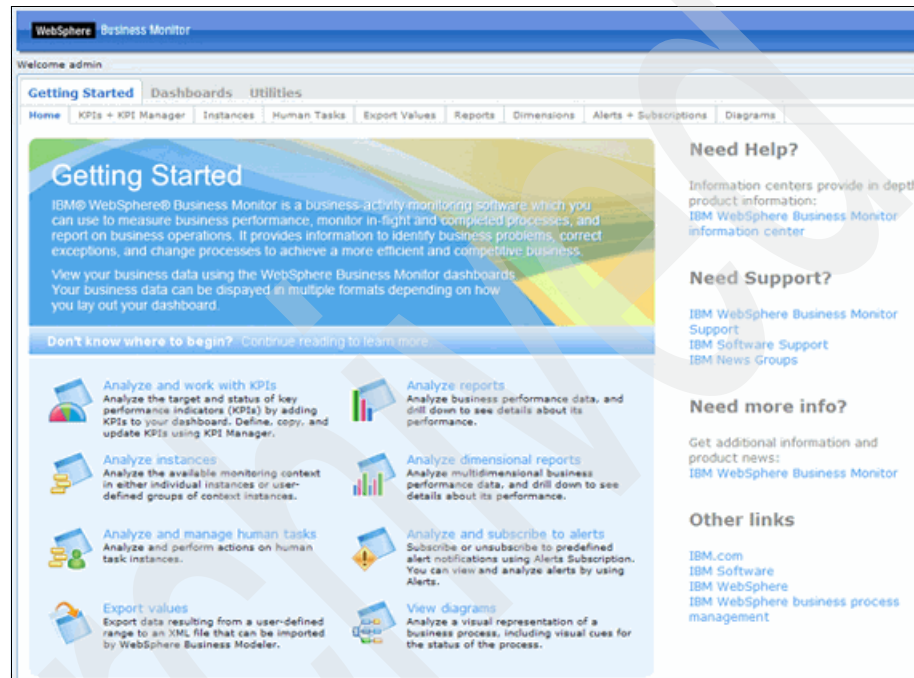 WebSphere Business Monitor
Welcome admin
Getting Started Dashboards Utilities
Home KPIs + KPI Manager Instances Human Tasks Export Values Reports Dimensions Alerts + Subscriptions Diagrams
Getting Started
IBM® WebSphere® Business Monitor is a business-activity monitoring software which you
can use to measure business performance, monitor in-flight and completed processes, and
report on business operations. It provides information to identify business problems, correct
exceptions, and change processes to achieve a more efficient and competitive business.
View your business data using the WebSphere Business Monitor dashboards
Your business data can be dispayed in multiple formats depending on how
you lay out your dashboard.
Don't know where to begin? Continue reading to learn more.
Analyze and work with KPIs
Analyze the target and status of key
performance indicators (KPIs) by adding
KPIs to your dashboard. Define, copy, and
update KPIs using KPI Manager.
Analyze reports
Analyze business performance data, and
drill down to see details about its
performance.
Analyze instances
Analyze the available monitoring context
in either individual instances or user-
defined groups of context instances.
Analyze dimensional reports
Analyze multidimensional business
performance data, and drill down to see
details about its performance.
Analyze and manage human tasks
Analyze and perform actions on human
task instances.
Analyze and subscribe to alerts
Subscribe or unsubscribe to predefined
alert notifications using Alerts Subscription.
You can view and analyze alerts by using
Alerts.
Export values
Export data resulting from a user-defined
range to an XML file that can be imported
by WebSphere Business Modeler.
View diagrams
Analyze a visual representation of a
business process, including visual cues for
the status of the process.
Need Help?
Information centers provide in depth
product information:
IBM WebSphere Business Monitor
information center
Need Support?
IBM WebSphere Business Monitor
Support
IBM Software Support
IBM News Groups
Need more info?
Get additional information and
product news:
IBM WebSphere Business Monitor
Other links
IBM.com
IBM Software
IBM WebSphere
IBM WebSphere business process
management